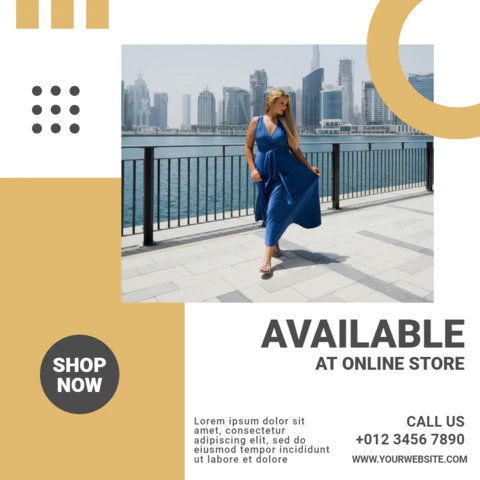 AVAILABLE
AT ONLINE STORE
SHOP
NOW
Lorem ipsum dolor sit
amet, consectetur
adipiscing elit, sed do
eiusmod tempor incididunt
ut labore et dolore
CALL US
+012 3456 7890
WWW.YOURWEBSITE.COM